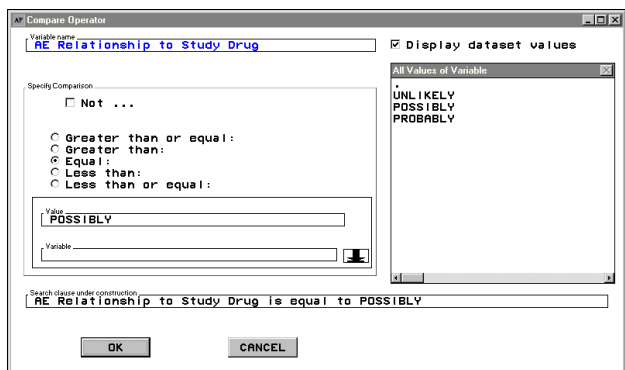 Compare Operator
Variable name
AE Relationship to Study Drug
Display dataset values
All Values of Variable
.
UNLIKELY
POSSIBLY
PROBABLY
Specify Comparison
Not ...
Greater than or equal:
Greater than:
Equal:
Less than:
Less than or equal:
Value
POSSIBLY
Variable
Search clause under construction
AE Relationship to Study Drug is equal to POSSIBLY
OK
CANCEL